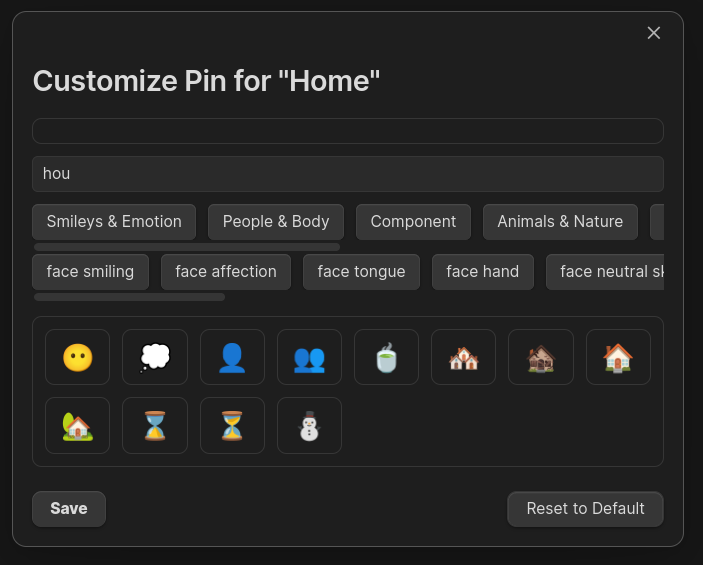 Customize Pin for "Home"
hou
Smileys & Emotion People & Body Component Animals & Nature
face smiling face affection face tongue face hand face neutral sk
Save Reset to Default